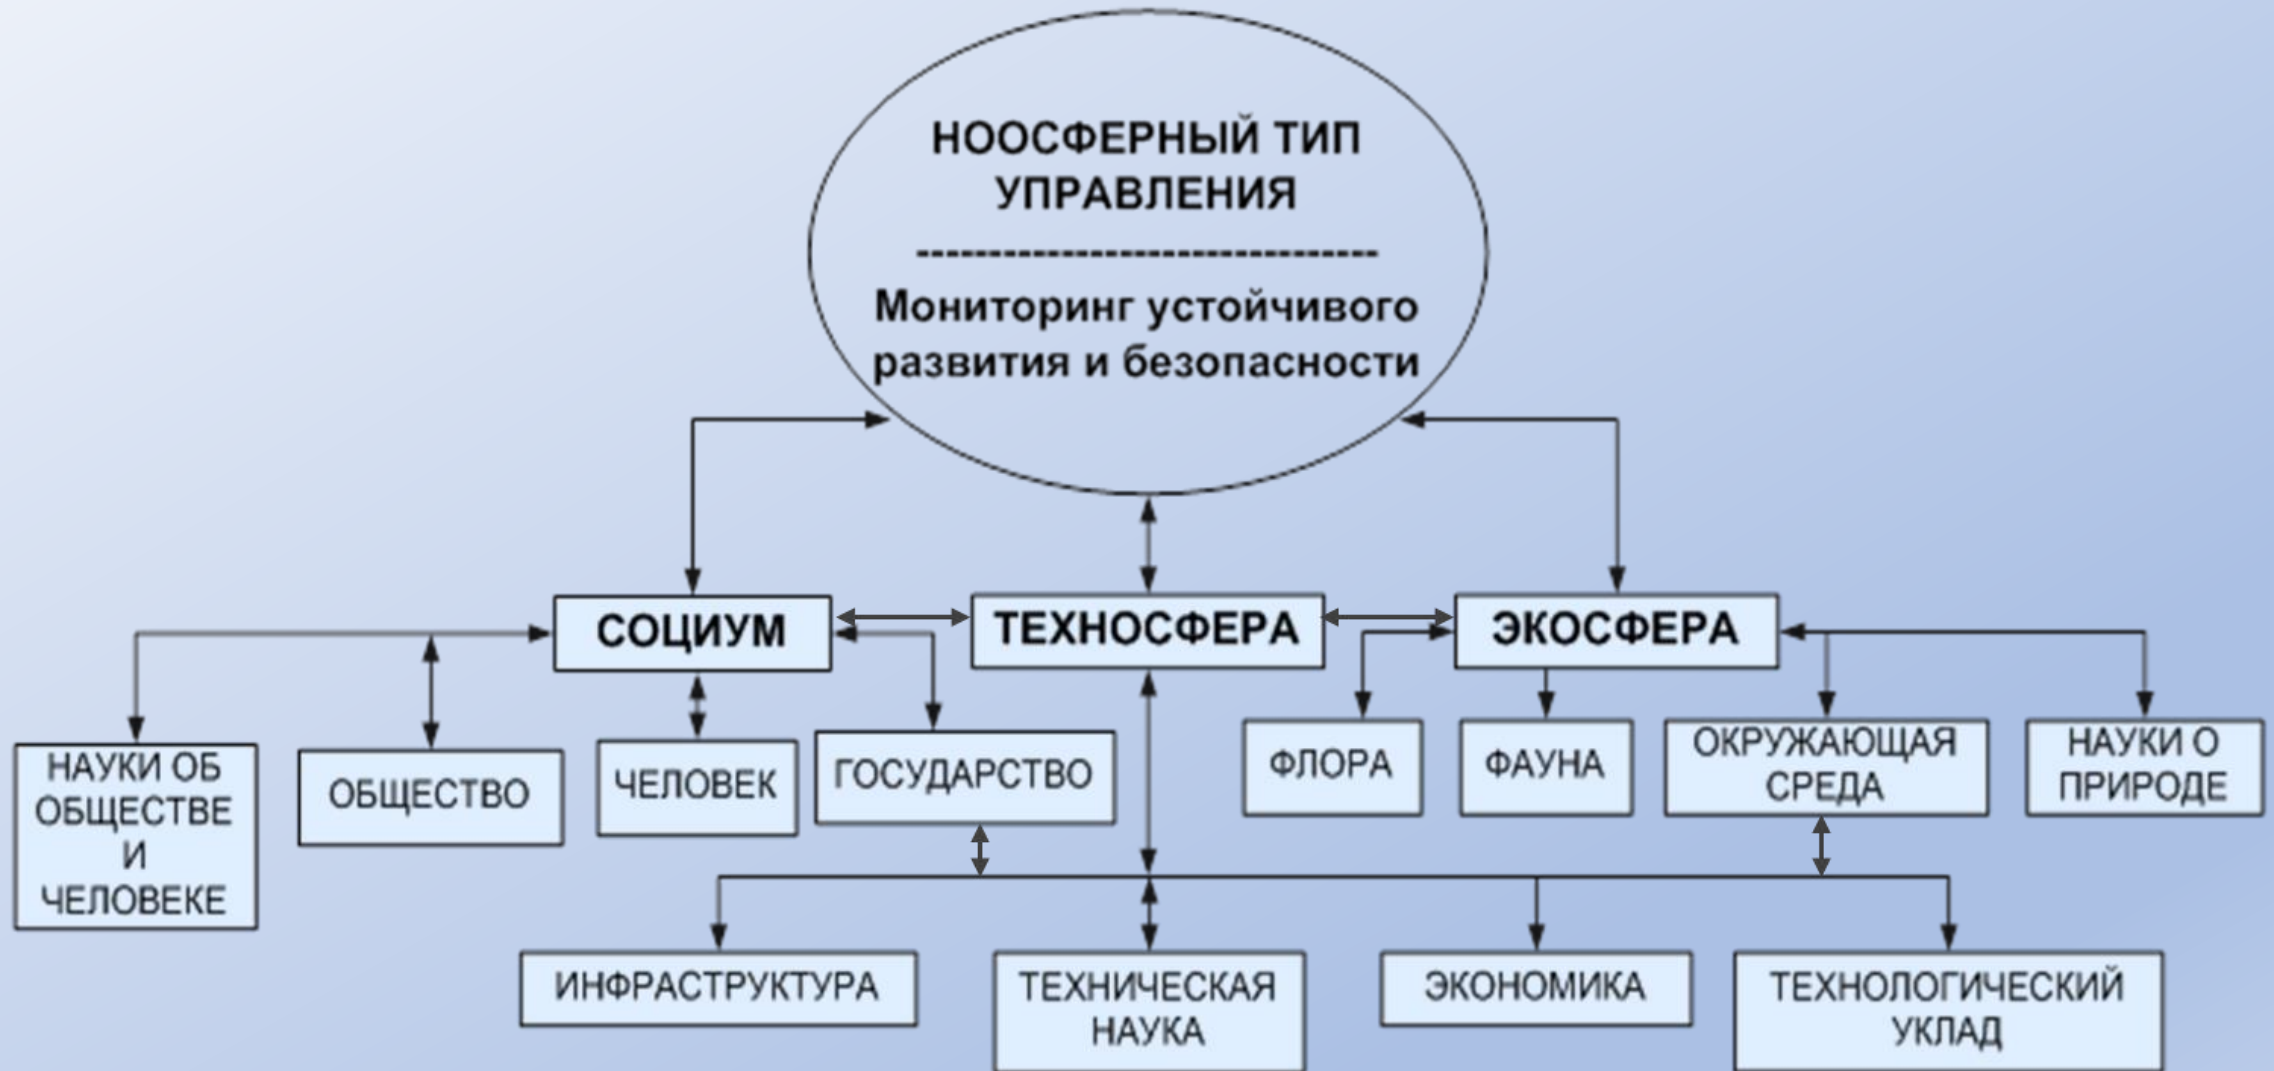 НООСФЕРНЫЙ ТИП
УПРАВЛЕНИЯ
--------------------------------
Мониторинг устойчивого
развития и безопасности
СОЦИУМ
ТЕХНОСФЕРА
ЭКОСФЕРА
НАУКИ ОБ
ОБЩЕСТВЕ
И
ЧЕЛОВЕКЕ
ОБЩЕСТВО
ЧЕЛОВЕК
ГОСУДАРСТВО
ФЛОРА
ФАУНА
ОКРУЖАЮЩАЯ
СРЕДА
НАУКИ О
ПРИРОДЕ
ИНФРАСТРУКТУРА
ТЕХНИЧЕСКАЯ
НАУКА
ЭКОНОМИКА
ТЕХНОЛОГИЧЕСКИЙ
УКЛАД